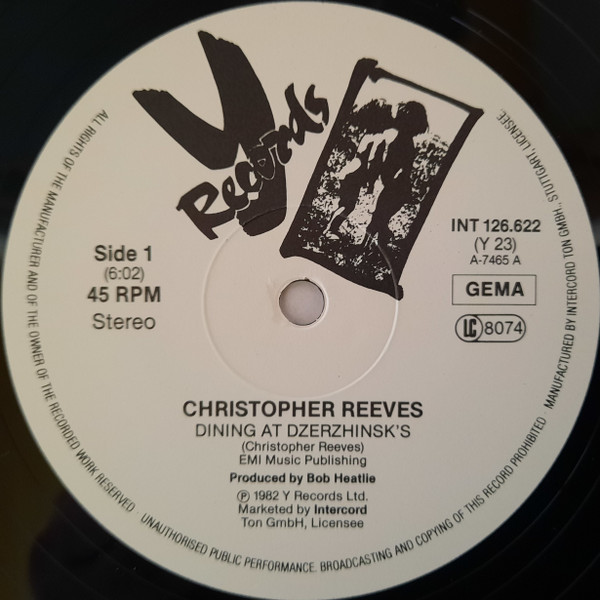 Y
Records
Side 1
(6:02)
45 RPM
Stereo
INT 126.622
(Y 23)
A-7465 A
GEMA
LC 8074
CHRISTOPHER REEVES
DINING AT DZERZHINSK'S
(Christopher Reeves)
EMI Music Publishing
Produced by Bob Heatlie
Ⓟ 1982 Y Records Ltd.
Marketed by Intercord
Ton GmbH, Licensee
ALL RIGHTS OF THE MANUFACTURER AND OF THE OWNER OF THE RECORDED WORK RESERVED UNAUTHORISED PUBLIC PERFORMANCE. BROADCASTING AND COPYING OF THIS RECORD PROHIBITED MANUFACTURED BY INTERCORD TON GMBH., STUTTGART, LICENSEE.